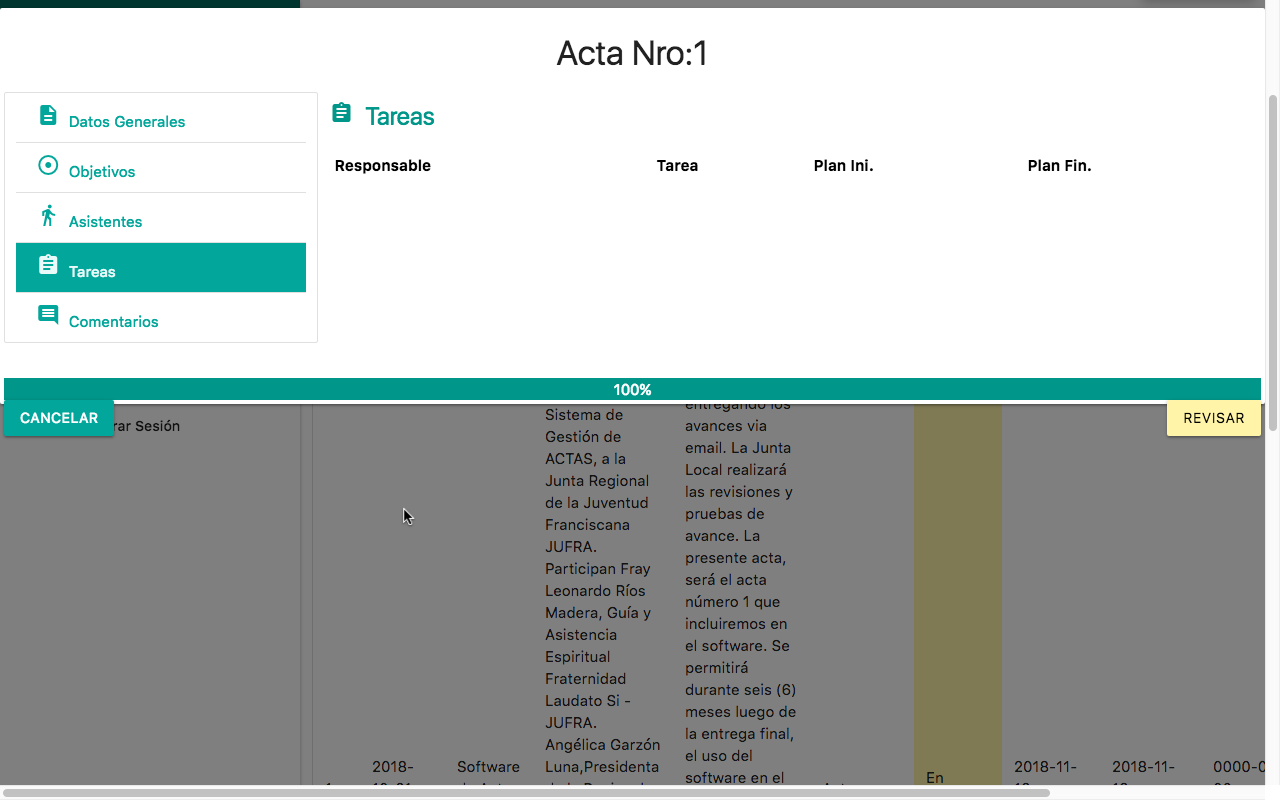 Acta Nro:1
Datos Generales
Objetivos
Asistentes
Tareas
Comentarios
Tareas
Responsable Tarea Plan Ini. Plan Fin.
100%
CANCELAR
REVISAR
rar Sesión
Sistema de
Gestión de
ACTAS, a la
Junta Regional
de la Juventud
Franciscana
JUFRA.
Participan Fray
Leonardo Ríos
Madera, Guía y
Asistencia
Espiritual
Fraternidad
Laudato Si -
JUFRA.
Angélica Garzón
Luna,Presidenta
entregando los
avances via
email. La Junta
Local realizará
las revisiones y
pruebas de
avance. La
presente acta,
será el acta
número 1 que
incluiremos en
el software. Se
permitirá
durante seis (6)
meses luego de
la entrega final,
el uso del
software en el
2018-
Software
En
2018-11-
2018-11-
0000-0